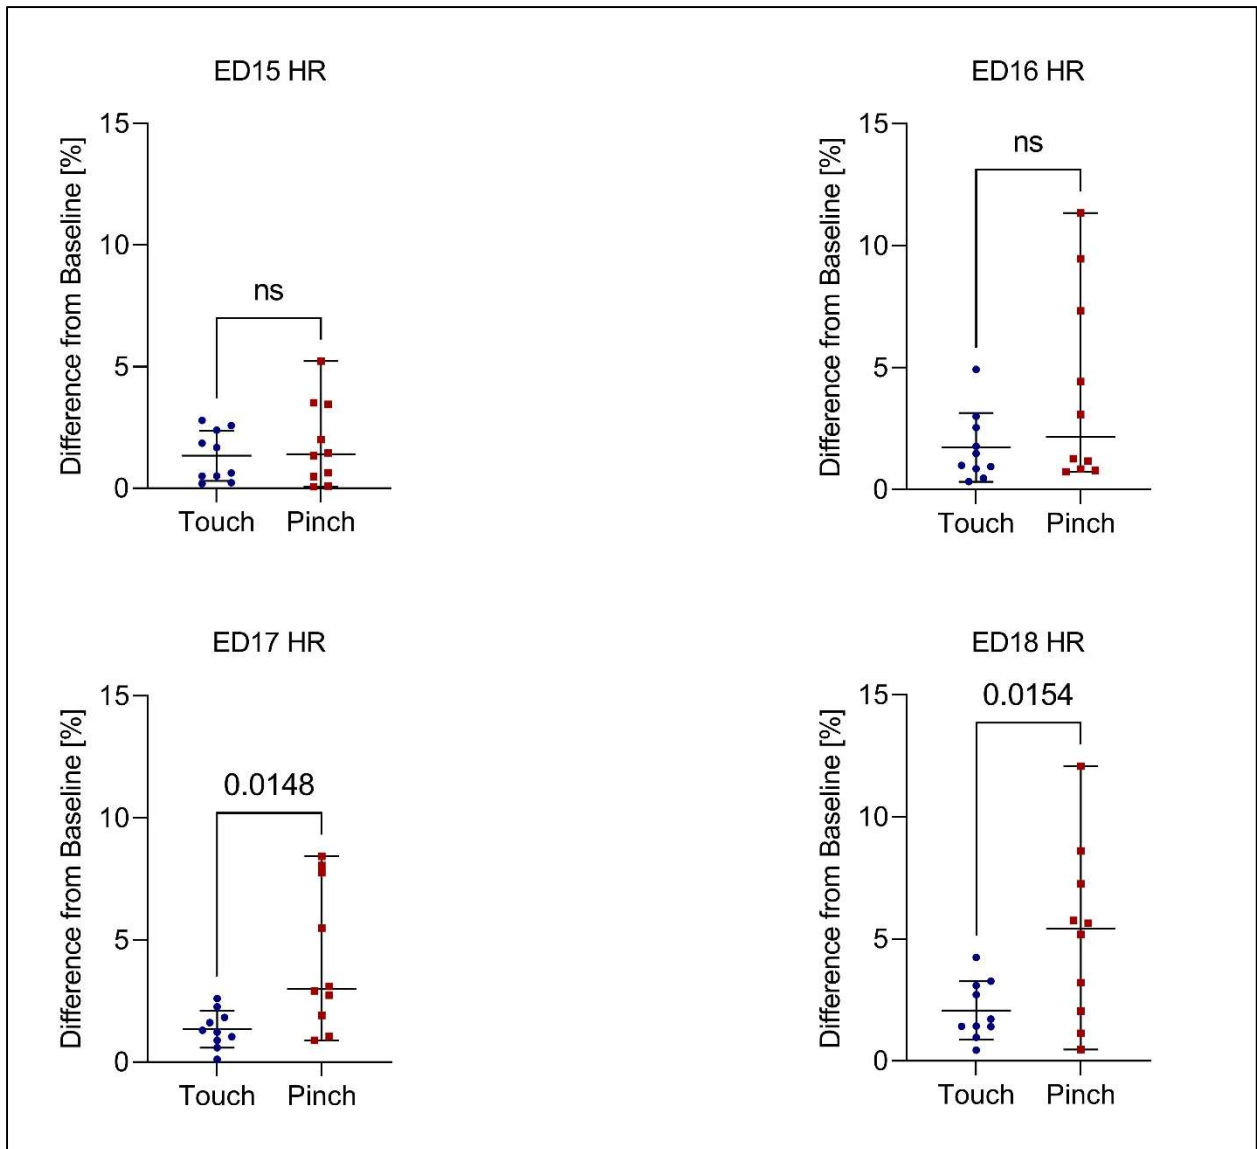 ED15 HR
Difference from Baseline [%]
15
10
5
0
ns
Touch Pinch
ED16 HR
Difference from Baseline [%]
15
10
5
0
ns
Touch Pinch
ED17 HR
Difference from Baseline [%]
15
10
5
0
0.0148
Touch Pinch
ED18 HR
Difference from Baseline [%]
15
10
5
0
0.0154
Touch Pinch